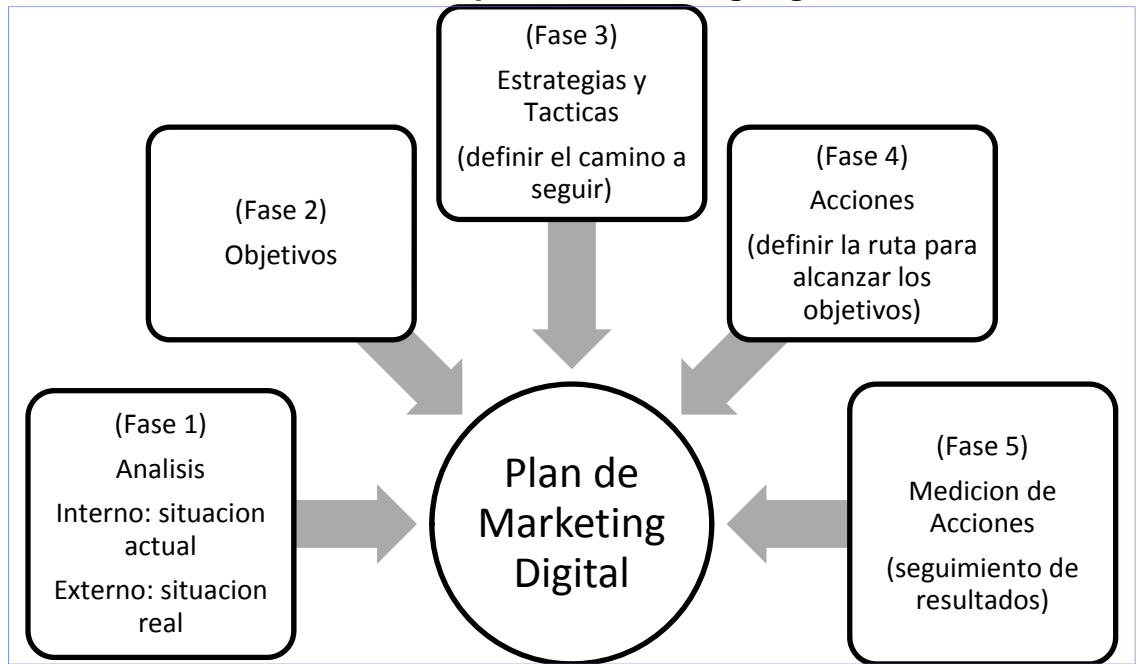 (Fase 3)
Estrategias y
Tacticas
(definir el camino a
seguir)
(Fase 2)
Objetivos
(Fase 4)
Acciones
(definir la ruta para
alcanzar los
objetivos)
(Fase 1)
Analisis
Interno: situacion
actual
Externo: situacion
real
Plan de
Marketing
Digital
(Fase 5)
Medicion de
Acciones
(seguimiento de
resultados)